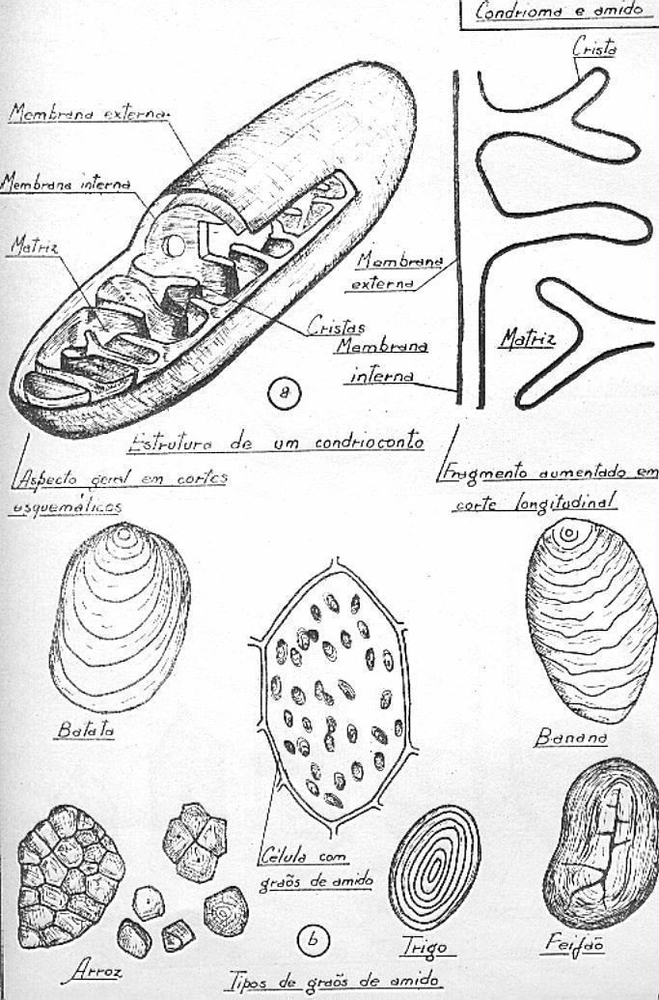 Condrioma e amido
Crista
Membrana externa
Membrana interna
Matriz
Membrana
externa
Cristas
Membrana
interna
Matriz
a
Estrutura de um condrioconto
Aspecto geral em cortes
esquemáticos
Fragmento aumentado em
corte longitudinal
Batata
Banana
Célula com
graõs de amido
Arroz
b
Trigo
Feijão
Tipos de graõs de amido